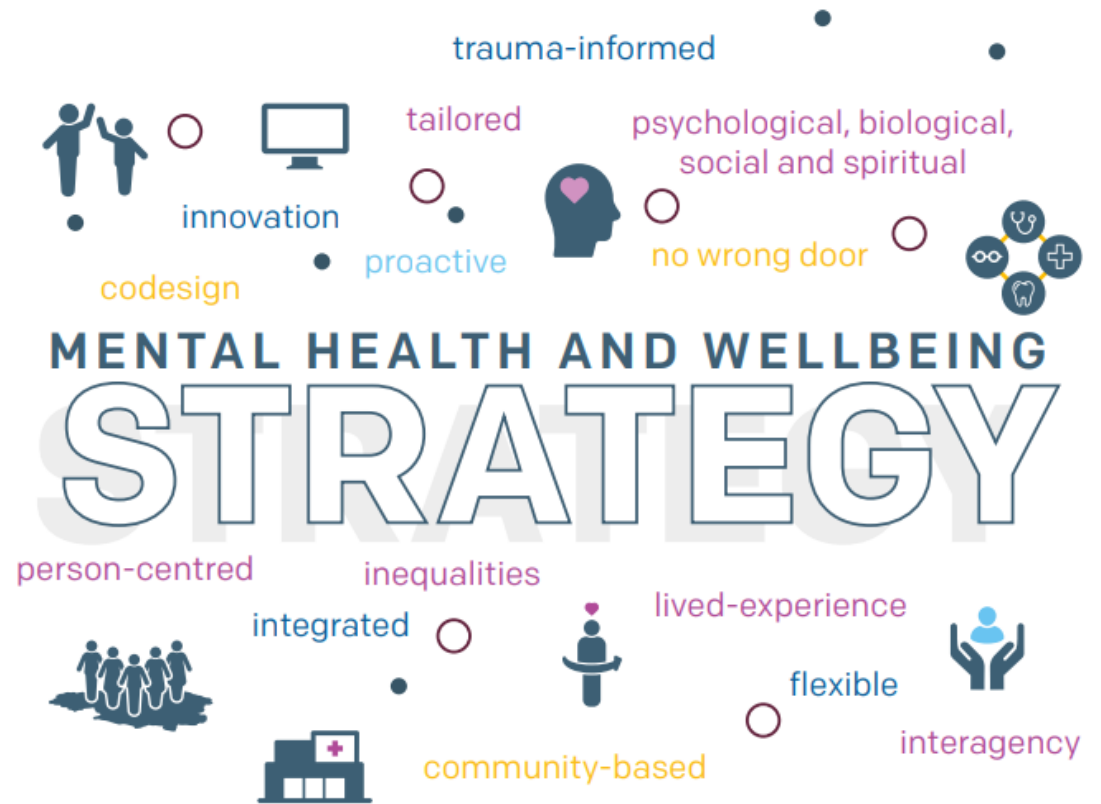 trauma-informed
tailored
psychological, biological,
social and spiritual
innovation
proactive
no wrong door
codesign
MENTAL HEALTH AND WELLBEING
STRATEGY
person-centred
inequalities
lived-experience
integrated
flexible
interagency
community-based